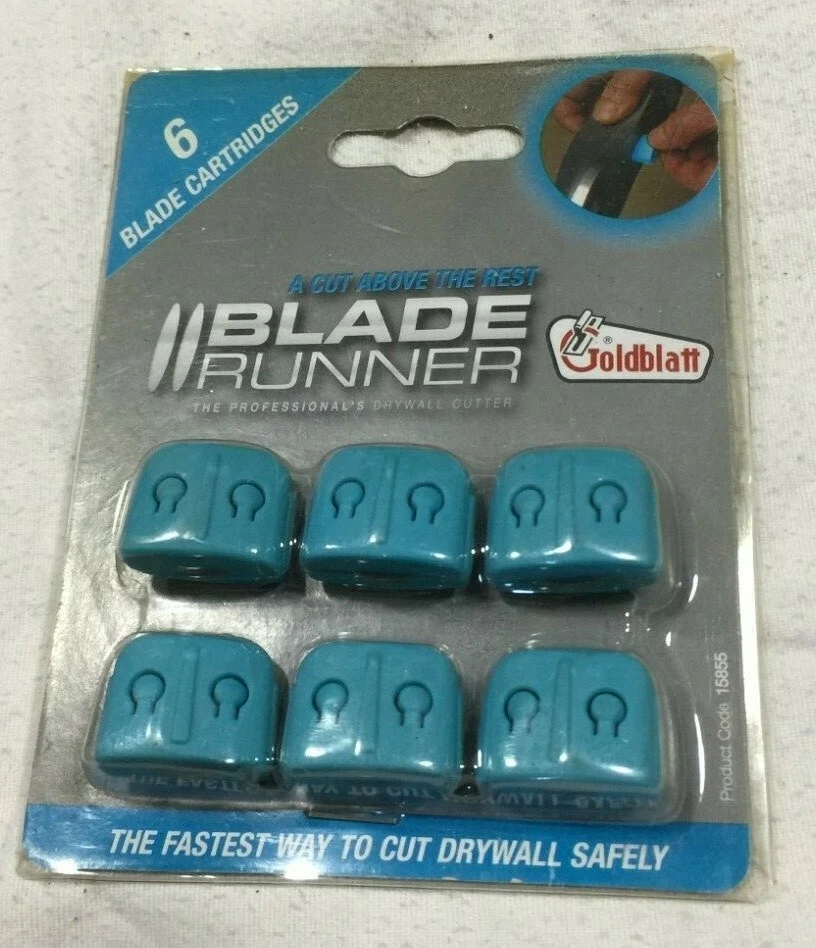 6
BLADE CARTRIDGES
A CUT ABOVE THE REST
BLADE
RUNNER
THE PROFESSIONAL'S DRYWALL CUTTER
Goldblatt®
Product Code 15855
THE FASTEST WAY TO CUT DRYWALL SAFELY